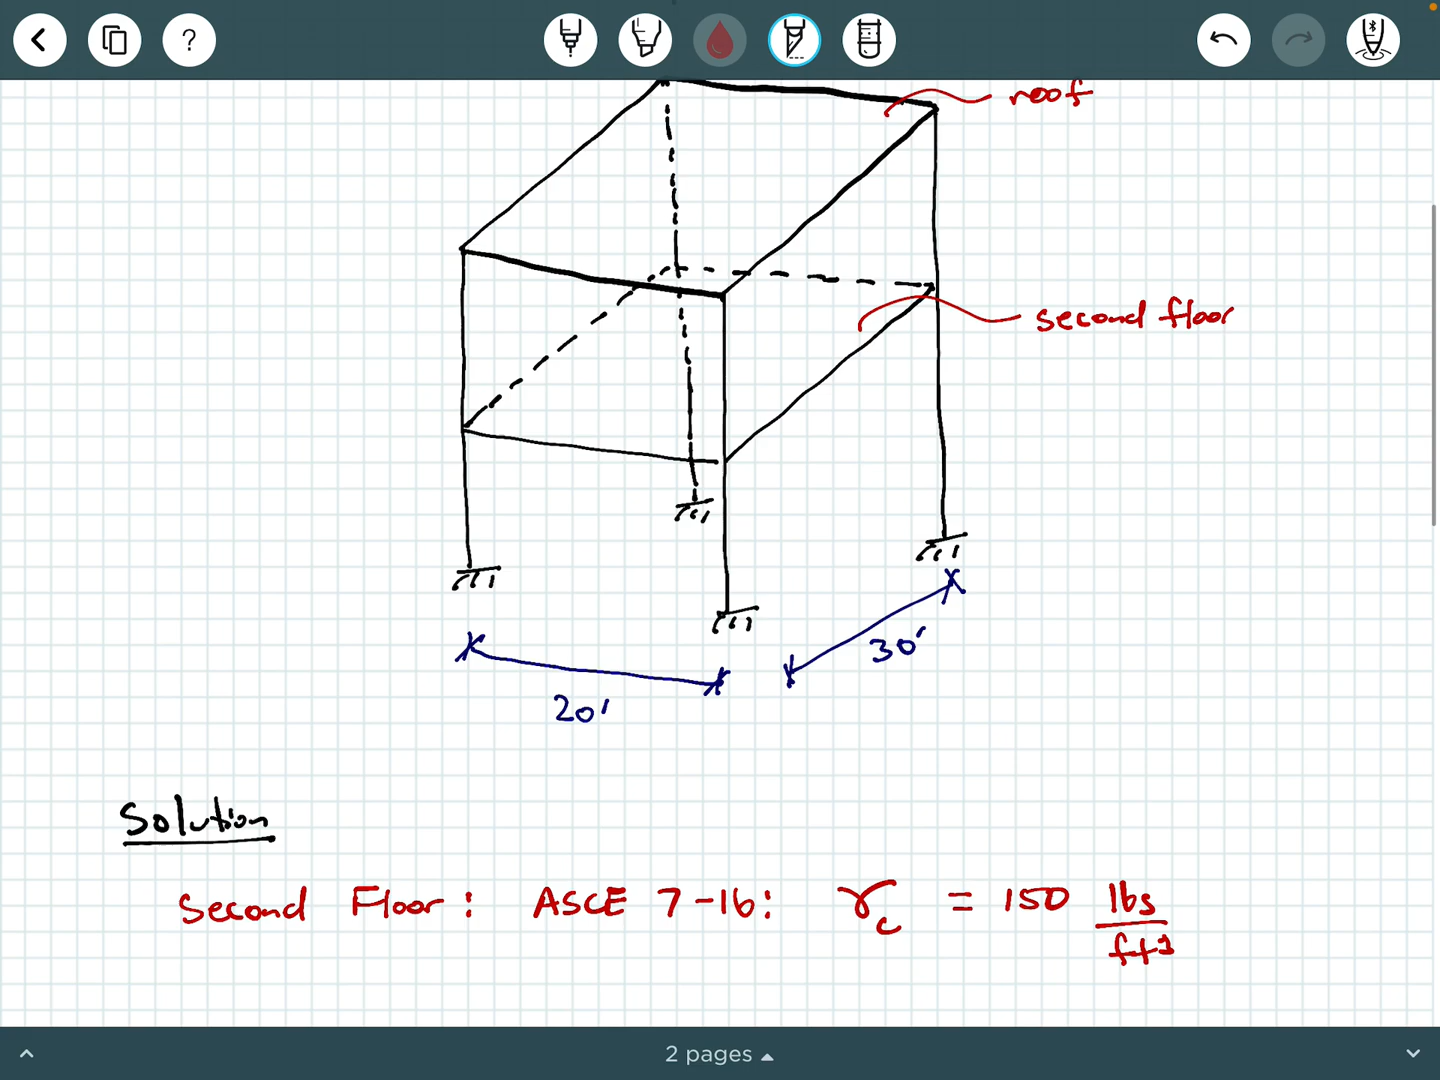 ?
roof
second floor
30'
20'
Solution
Second Floor: ASCE 7-16: γc = 150 lbs/ft3
2 pages